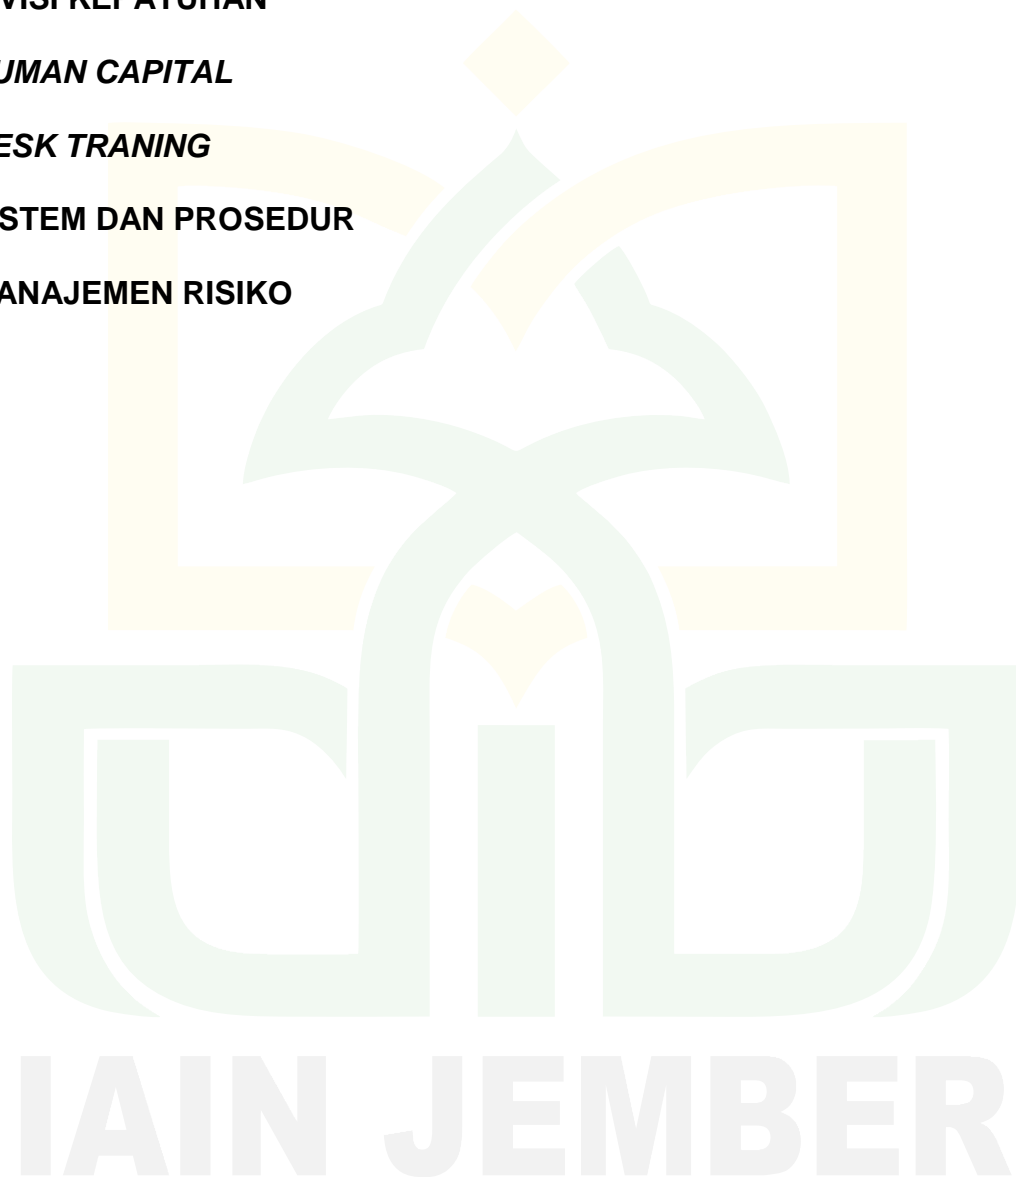 VISI KEPATUHAN
UMAN CAPITAL
ESK TRANING
STEM DAN PROSEDUR
ANAJEMEN RISIKO
IAIN JEMBER